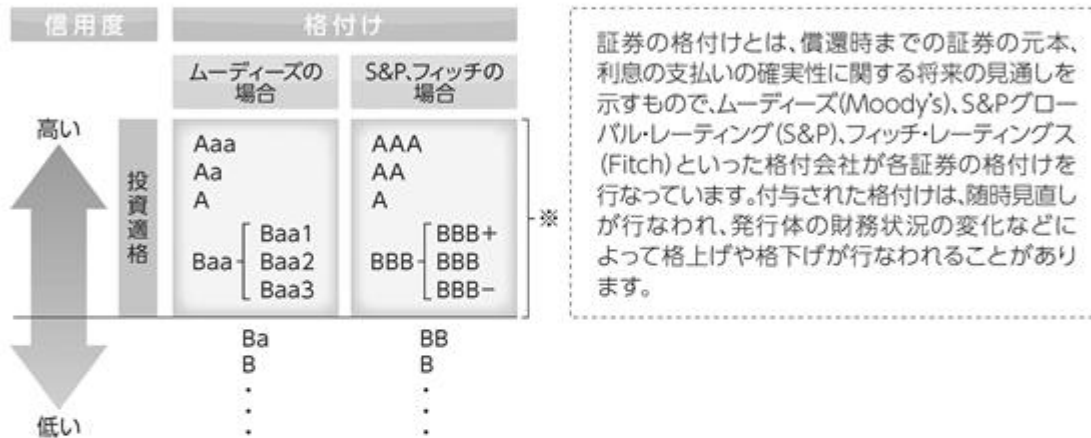 信用度
格付け
ムーディーズの
場合
S&P、フィッチの
場合
高い
投資適格
Aaa
Aa
A
Baa
Baa1
Baa2
Baa3
AAA
AA
A
BBB
BBB+
BBB
BBB−
※
Ba
B
・
・
・
BB
B
・
・
・
低い
証券の格付けとは、償還時までの証券の元本、
利息の支払いの確実性に関する将来の見通しを
示すもので、ムーディーズ(Moody's)、S&Pグロー
バル・レーティング(S&P)、フィッチ・レーティングス
(Fitch)といった格付会社が各証券の格付けを
行なっています。付与された格付けは、随時見直し
が行なわれ、発行体の財務状況の変化などに
よって格上げや格下げが行なわれることがあり
ます。